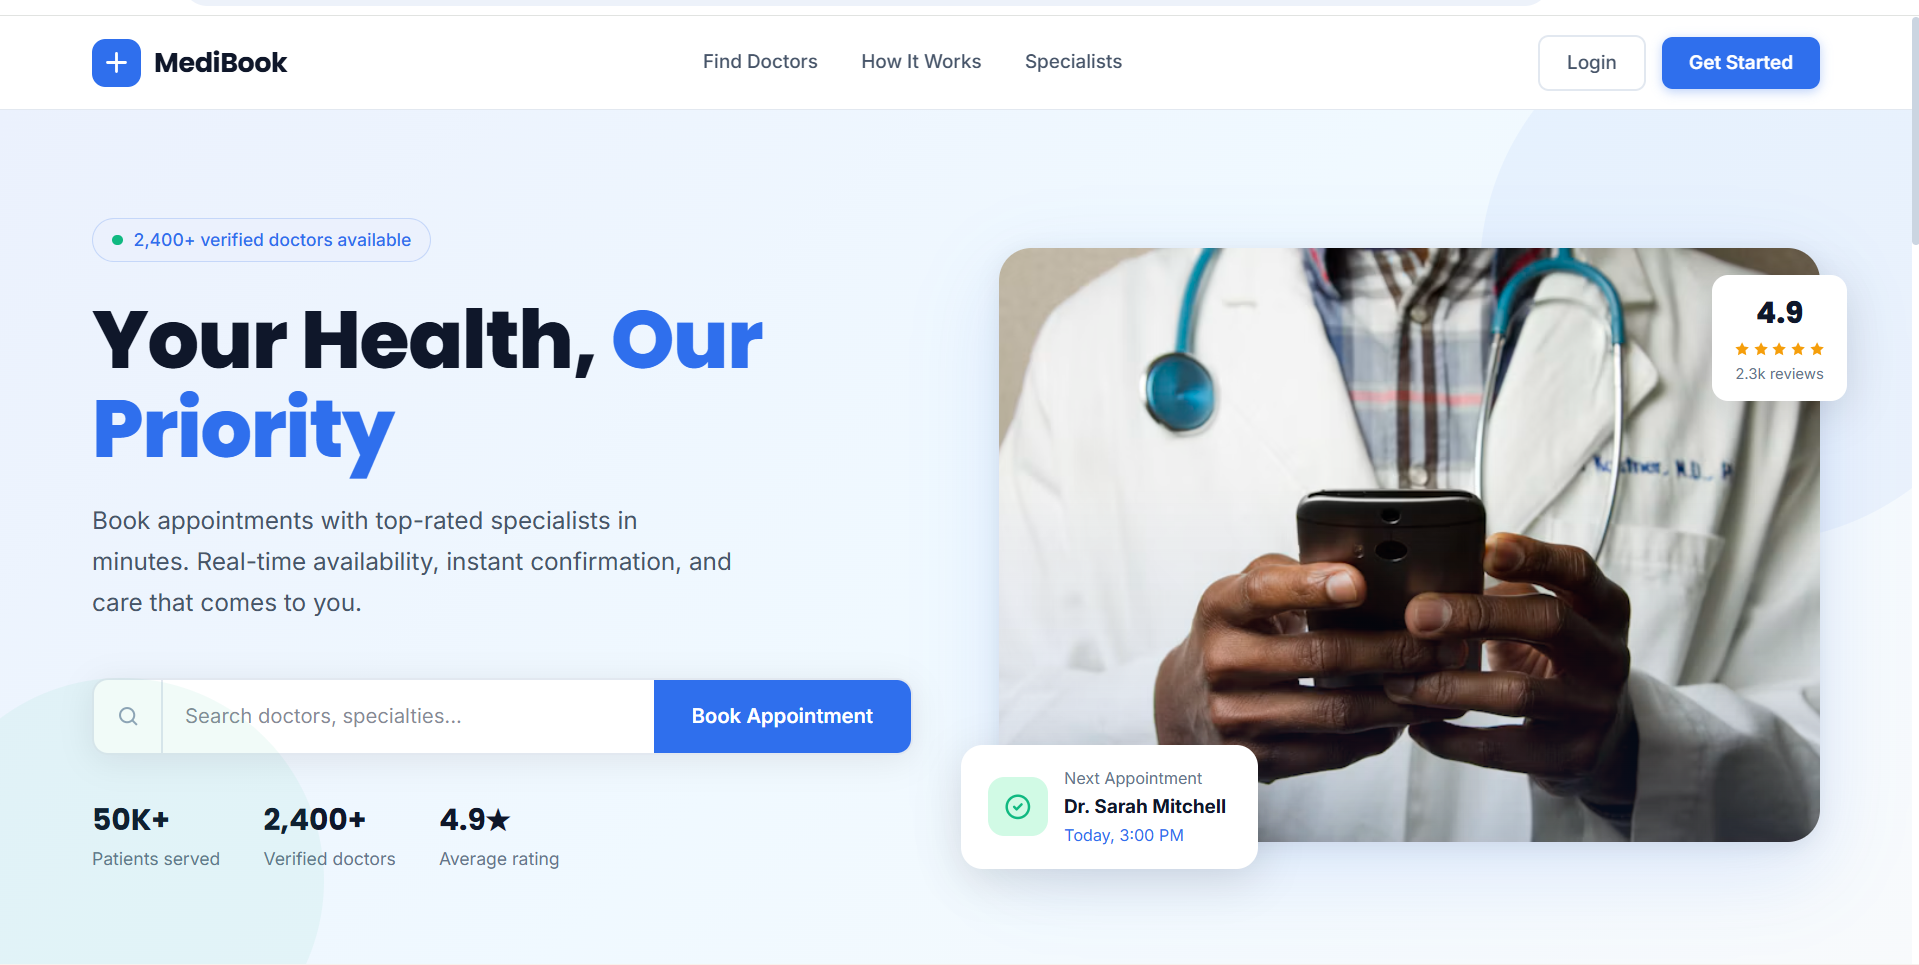 MediBook
Find Doctors
How It Works
Specialists
Login
Get Started
2,400+ verified doctors available
Your Health, Our
Priority
Book appointments with top-rated specialists in
minutes. Real-time availability, instant confirmation, and
care that comes to you.
Search doctors, specialties...
Book Appointment
50K+
Patients served
2,400+
Verified doctors
4.9★
Average rating
4.9
★★★★★
2.3k reviews
M.D.,
Next Appointment
Dr. Sarah Mitchell
Today, 3:00 PM